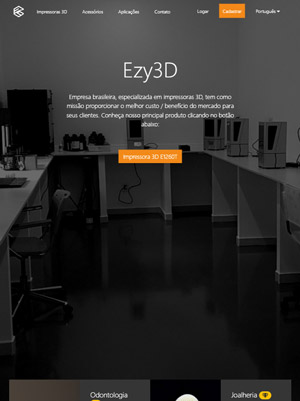 Impressoras 3D Acessórios Aplicações Contato Logar Cadastrar Português
Ezy3D
Empresa brasileira, especializada em impressoras 3D, tem como
missão proporcionar o melhor custo / benefício do mercado para
seus clientes. Conheça nosso principal produto clicando no botão
abaixo:
Impressora 3D E1260T
Odontologia Joalheria